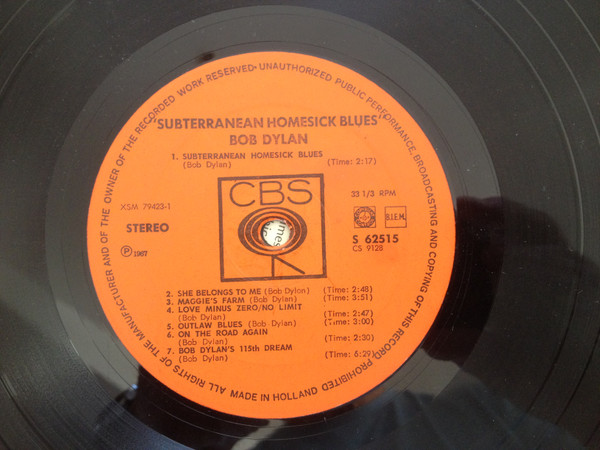 ALL RIGHTS OF THE MANUFACTURER AND OF THE OWNER OF THE RECORDED WORK RESERVED · UNAUTHORIZED PUBLIC PERFORMANCE, BROADCASTING AND COPYING OF THIS RECORD PROHIBITED
"SUBTERRANEAN HOMESICK BLUES"
BOB DYLAN
1. SUBTERRANEAN HOMESICK BLUES (Time: 2:17)
(Bob Dylan)
CBS
XSM 79423-1
33 1/3 RPM
STEREO
B.I.E.M.
S 62515
CS 9128
Ⓟ 1967
2. SHE BELONGS TO ME (Bob Dylan) (Time: 2:48)
3. MAGGIE'S FARM (Bob Dylan) (Time: 3:51)
4. LOVE MINUS ZERO/NO LIMIT
(Bob Dylan) (Time: 2:47)
5. OUTLAW BLUES (Bob Dylan) (Time: 3:00)
6. ON THE ROAD AGAIN
(Bob Dylan) (Time: 2:30)
7. BOB DYLAN'S 115th DREAM
(Bob Dylan) (Time: 6:29)
MADE IN HOLLAND